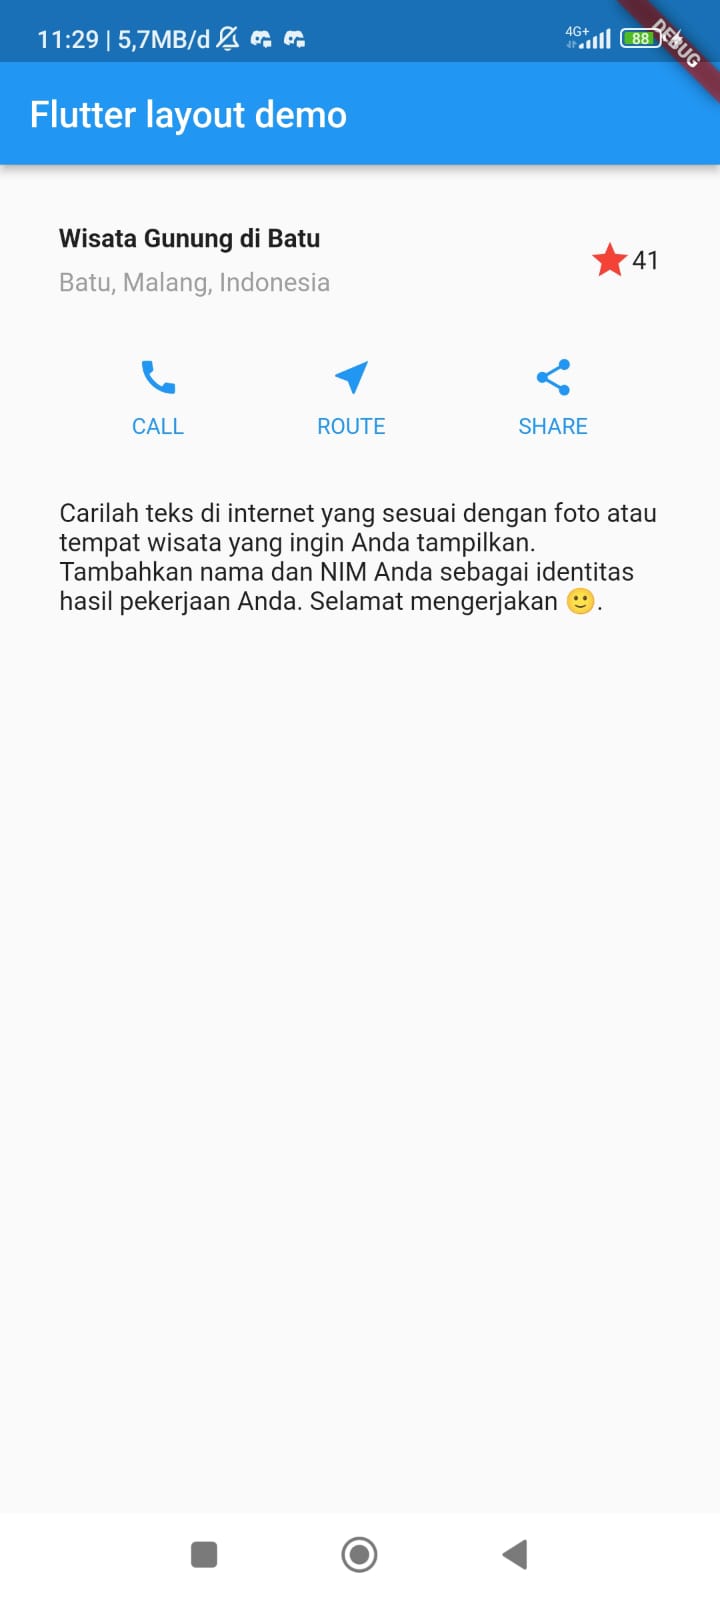 11:29 | 5,7MB/d
4G+
88
DEBUG
Flutter layout demo
Wisata Gunung di Batu
Batu, Malang, Indonesia
41
CALL
ROUTE
SHARE
Carilah teks di internet yang sesuai dengan foto atau
tempat wisata yang ingin Anda tampilkan.
Tambahkan nama dan NIM Anda sebagai identitas
hasil pekerjaan Anda. Selamat mengerjakan 🙂.